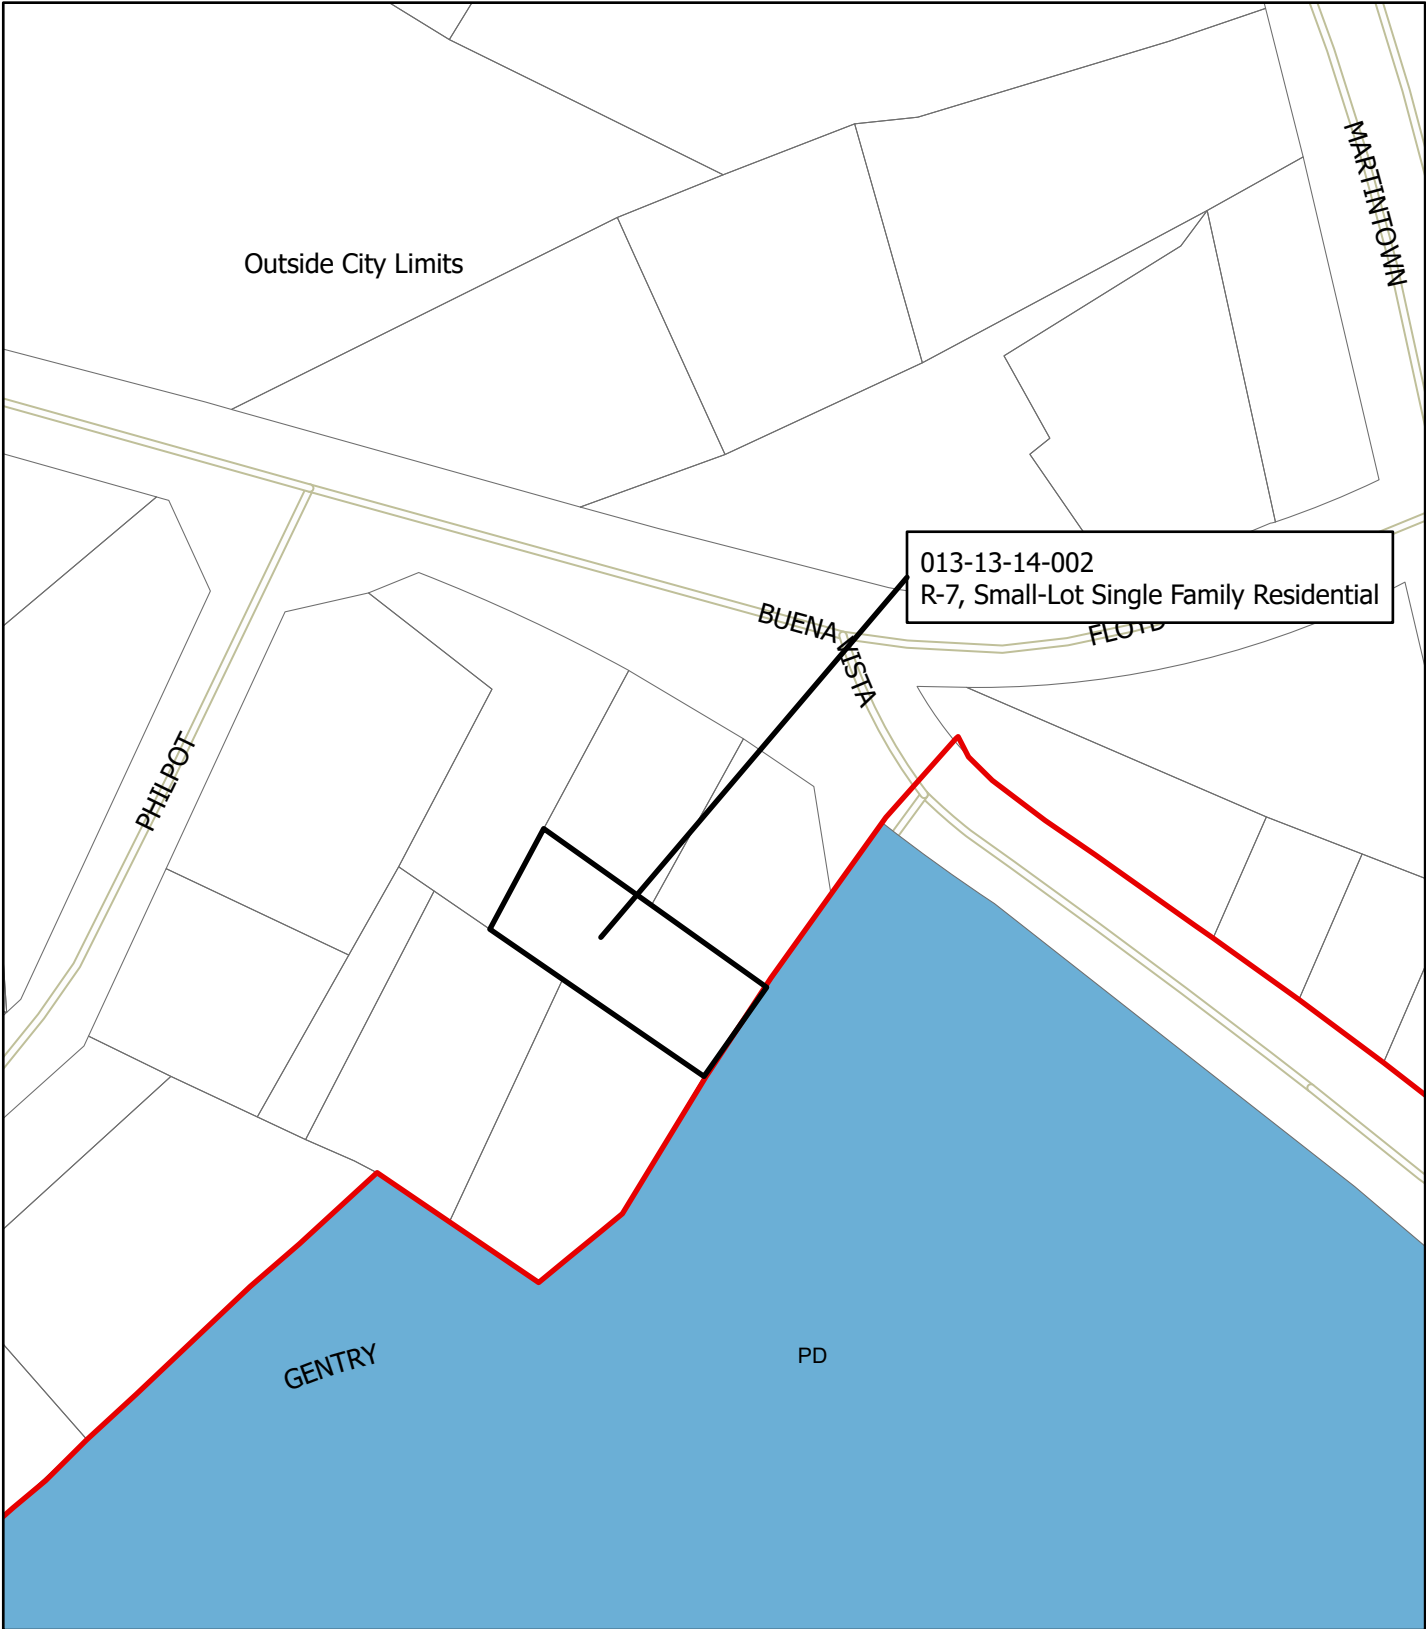 MARTINTOWN
Outside City Limits
013-13-14-002
R-7, Small-Lot Single Family Residential
BUENA VISTA
FLOYD
PHILPOT
GENTRY
PD